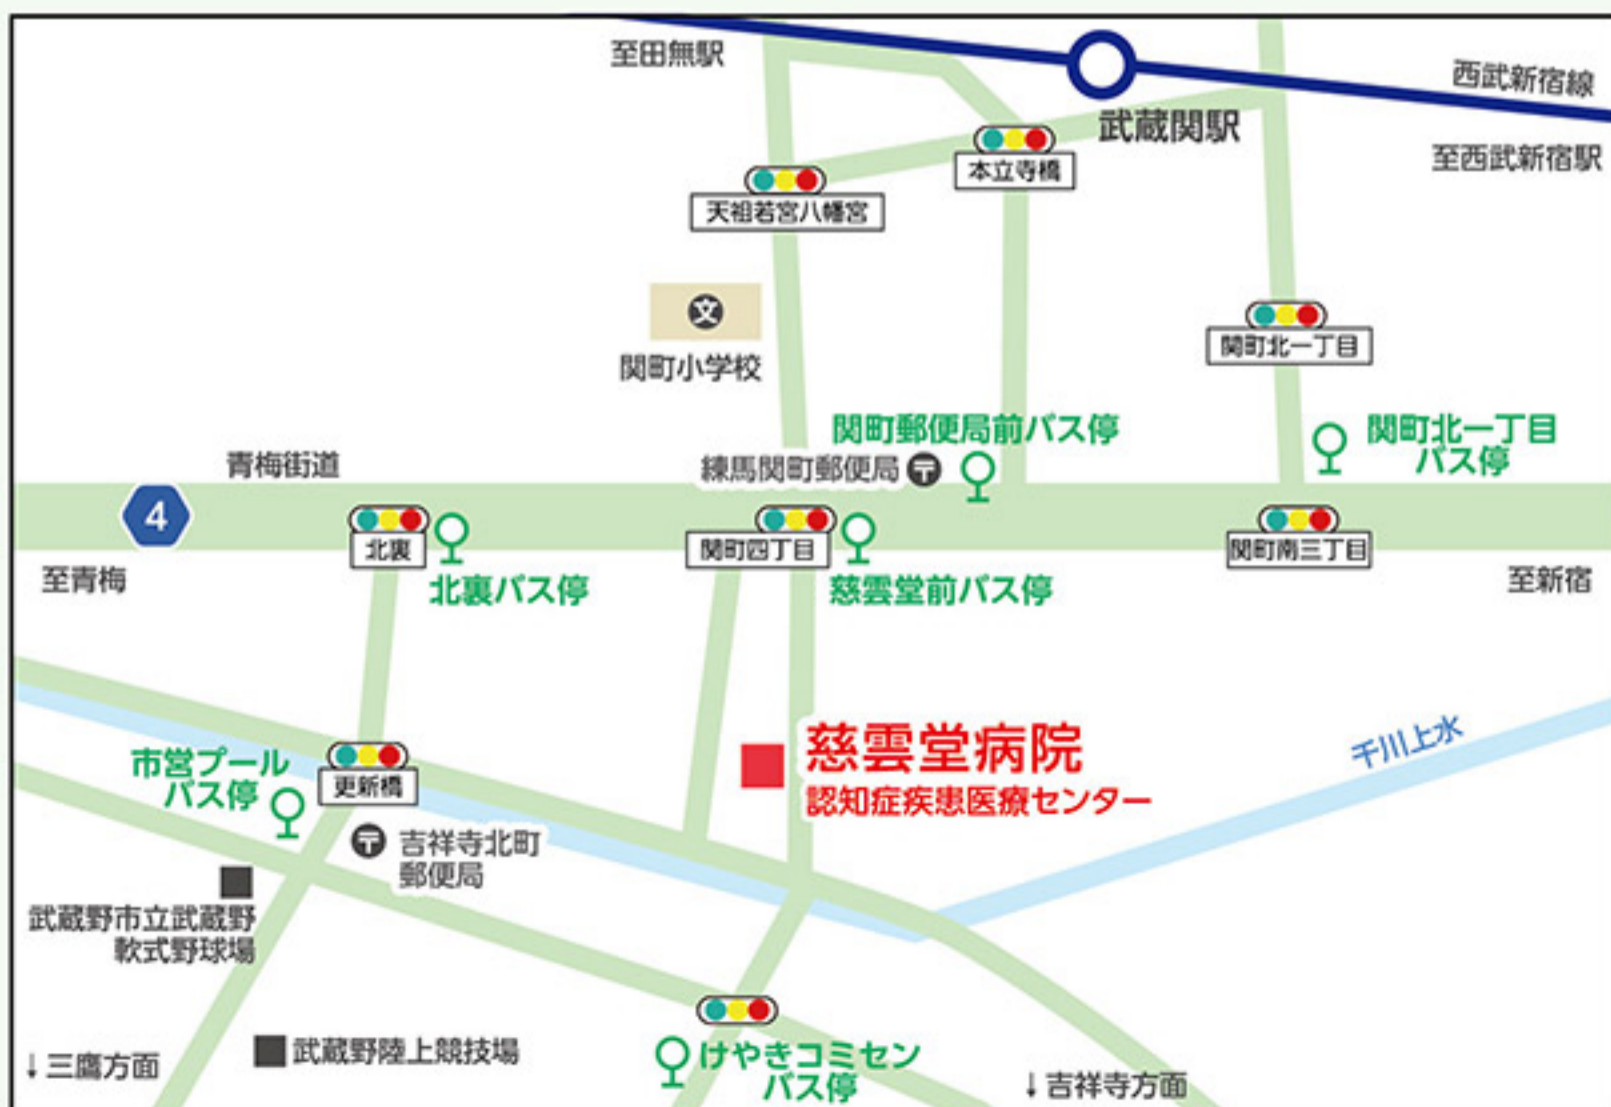 至田無駅
西武新宿線
武蔵関駅
至西武新宿駅
本立寺橋
天祖若宮八幡宮
文
関町小学校
関町北一丁目
関町郵便局前バス停
関町北一丁目
バス停
青梅街道
練馬関町郵便局
4
北裏
関町四丁目
関町南三丁目
至青梅
北裏バス停
慈雲堂前バス停
至新宿
慈雲堂病院
認知症疾患医療センター
千川上水
市営プール
バス停
更新橋
吉祥寺北町
郵便局
武蔵野市立武蔵野
軟式野球場
↓三鷹方面
武蔵野陸上競技場
けやきコミセン
バス停
↓吉祥寺方面